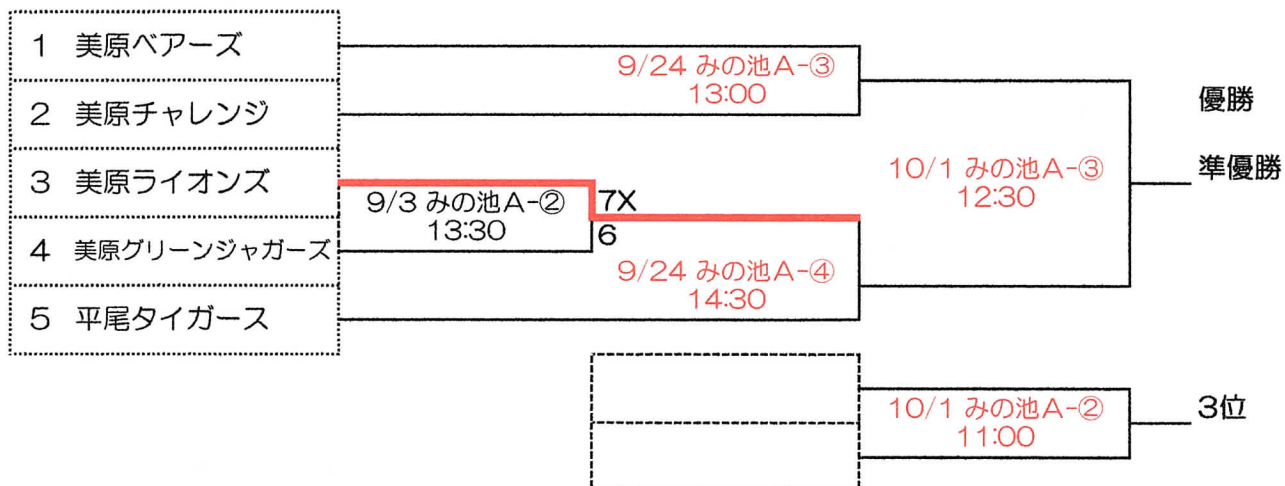 1 美原ベアーズ
9/24 みの池A-③
13:00
2 美原チャレンジ
優勝
準優勝
3 美原ライオンズ
9/3 みの池A-②
13:30
7X
6
10/1 みの池A-③
12:30
4 美原グリーンジャガーズ
9/24 みの池A-④
14:30
5 平尾タイガース
10/1 みの池A-②
11:00
3位